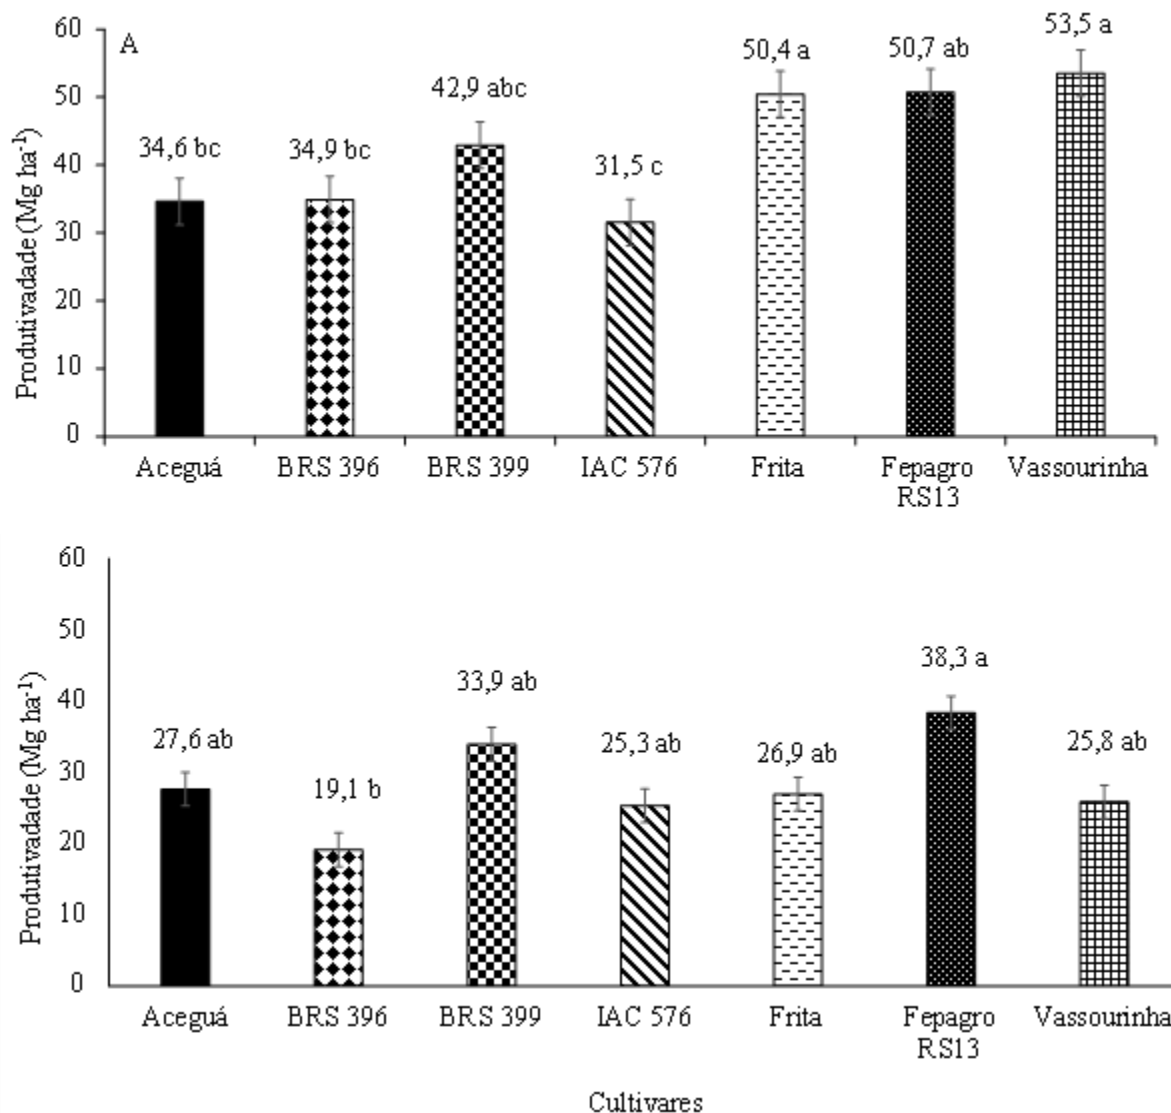 A
Produtivadade (Mg ha⁻¹)
60
50
40
30
20
10
0
34,6 bc
34,9 bc
42,9 abc
31,5 c
50,4 a
50,7 ab
53,5 a
Aceguá
BRS 396
BRS 399
IAC 576
Frita
Fepagro
RS13
Vassourinha
Produtivadade (Mg ha⁻¹)
60
50
40
30
20
10
0
27,6 ab
19,1 b
33,9 ab
25,3 ab
26,9 ab
38,3 a
25,8 ab
Aceguá
BRS 396
BRS 399
IAC 576
Frita
Fepagro
RS13
Vassourinha
Cultivares